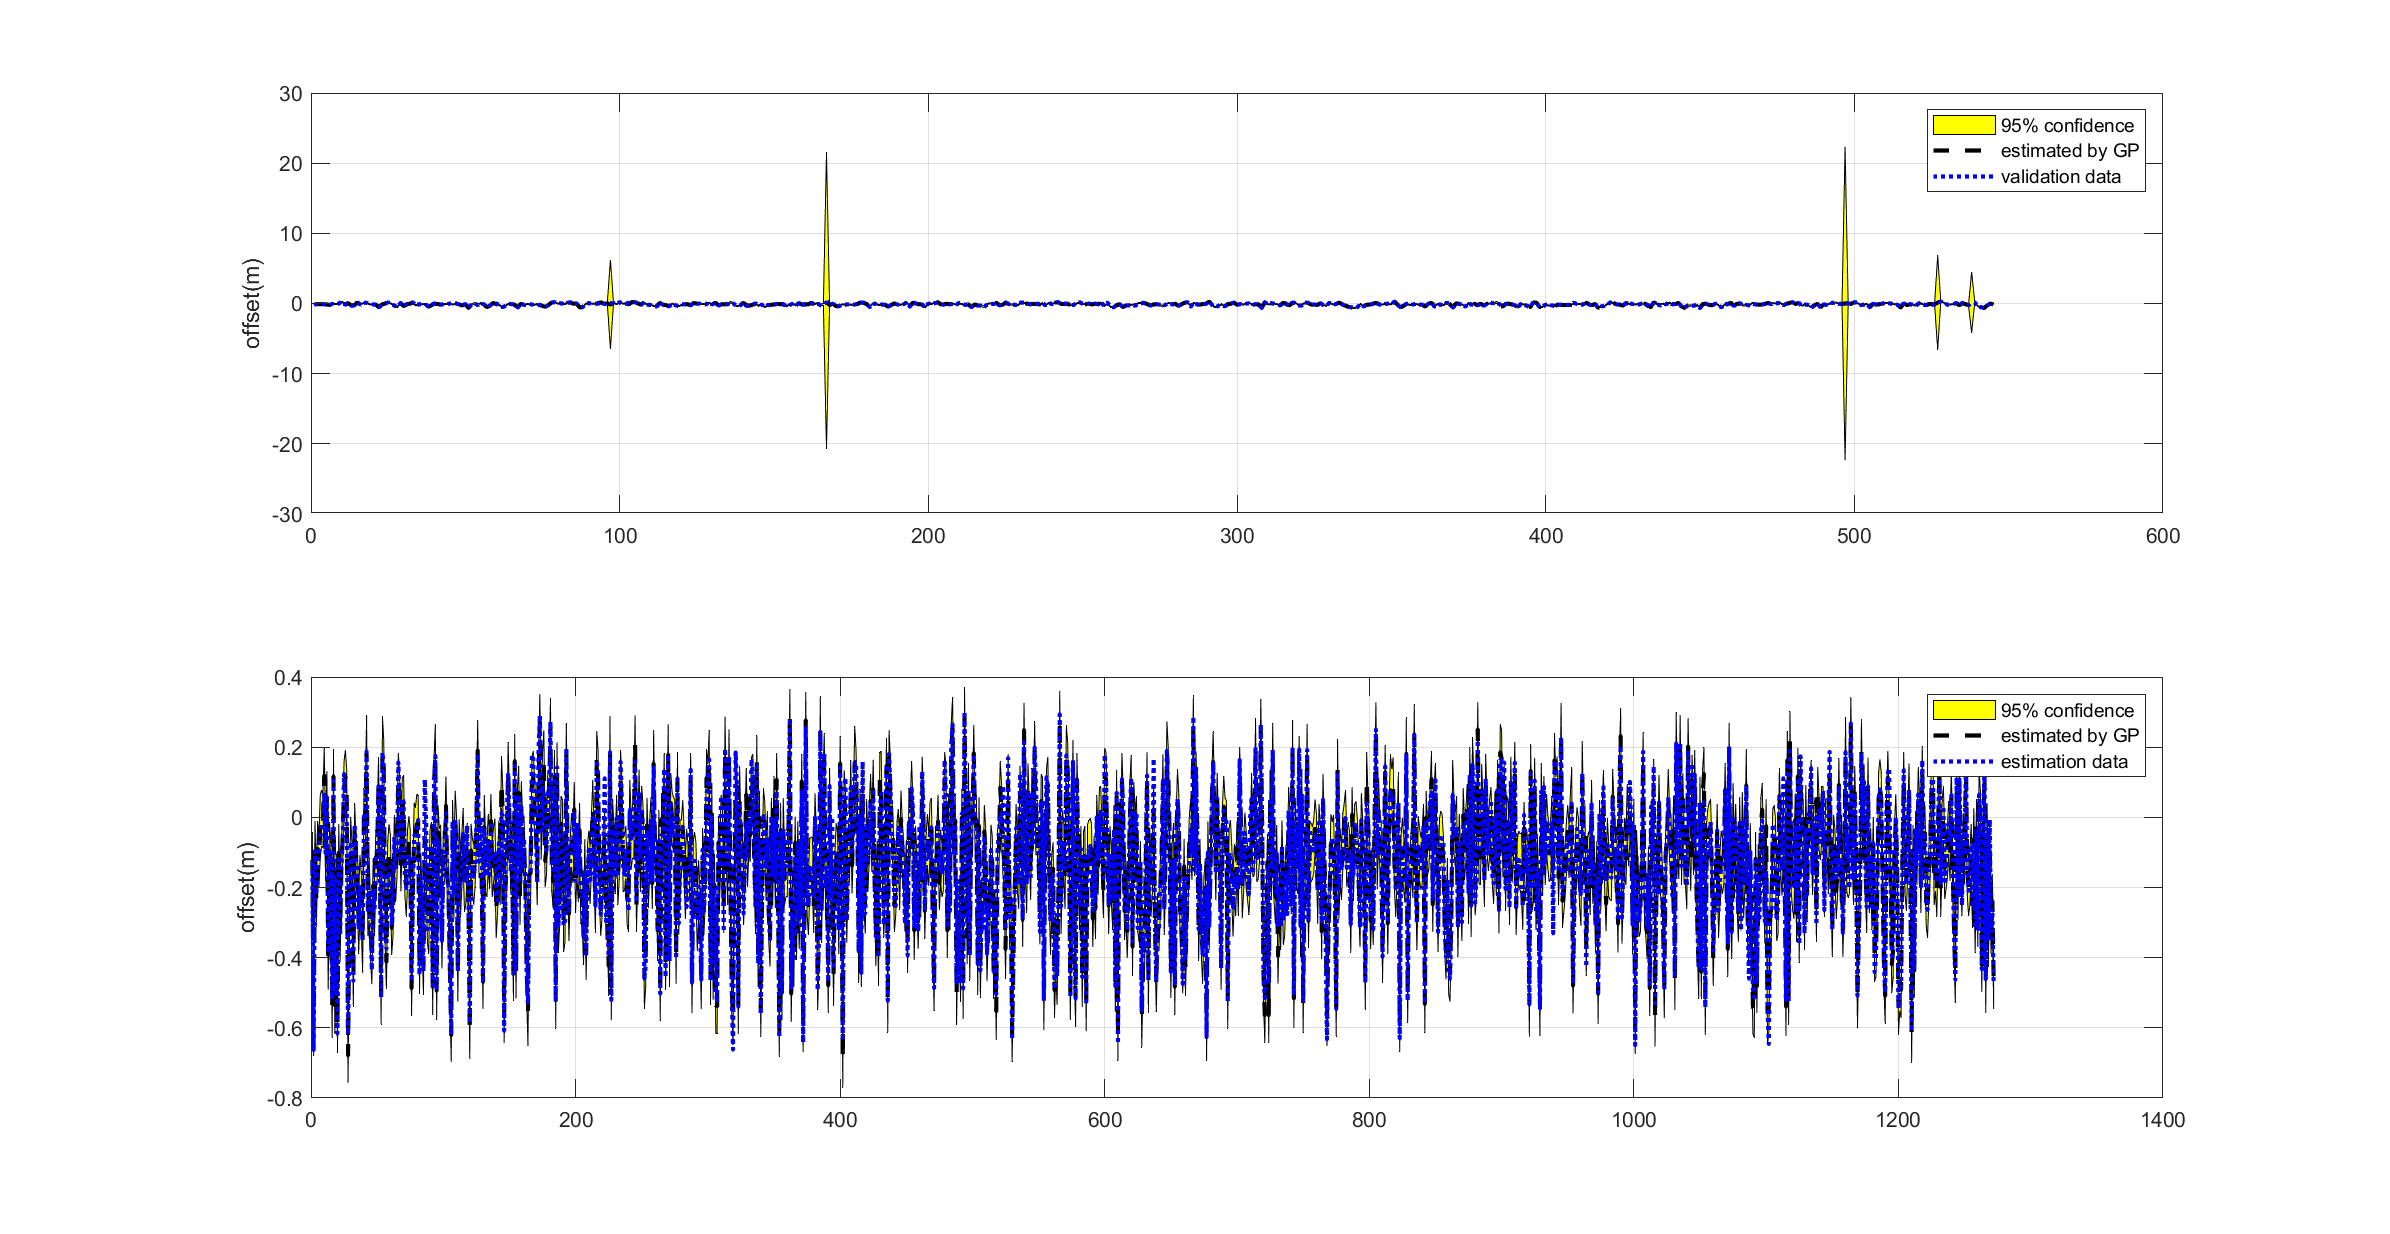 30
20
10
0
-10
-20
-30
offset(m)
0 100 200 300 400 500 600
95% confidence
estimated by GP
validation data
0.4
0.2
0
-0.2
-0.4
-0.6
-0.8
offset(m)
0 200 400 600 800 1000 1200 1400
95% confidence
estimated by GP
estimation data